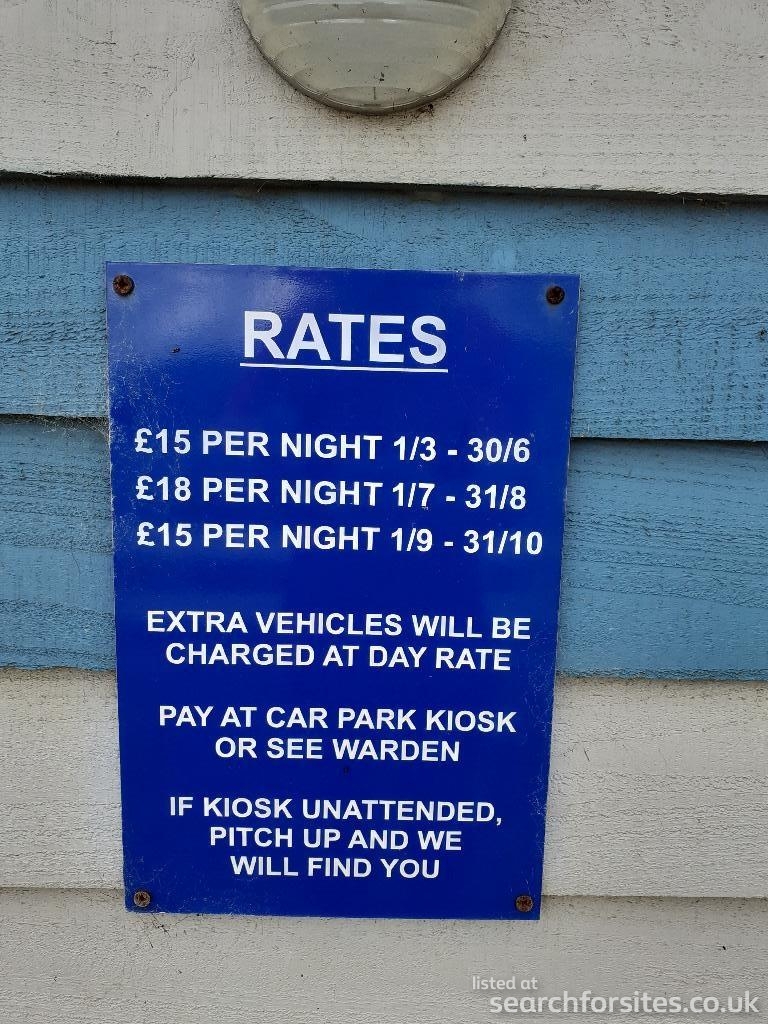 RATES
£15 PER NIGHT 1/3 - 30/6
£18 PER NIGHT 1/7 - 31/8
£15 PER NIGHT 1/9 - 31/10
EXTRA VEHICLES WILL BE
CHARGED AT DAY RATE
PAY AT CAR PARK KIOSK
OR SEE WARDEN
IF KIOSK UNATTENDED,
PITCH UP AND WE
WILL FIND YOU
listed at
searchforsites.co.uk